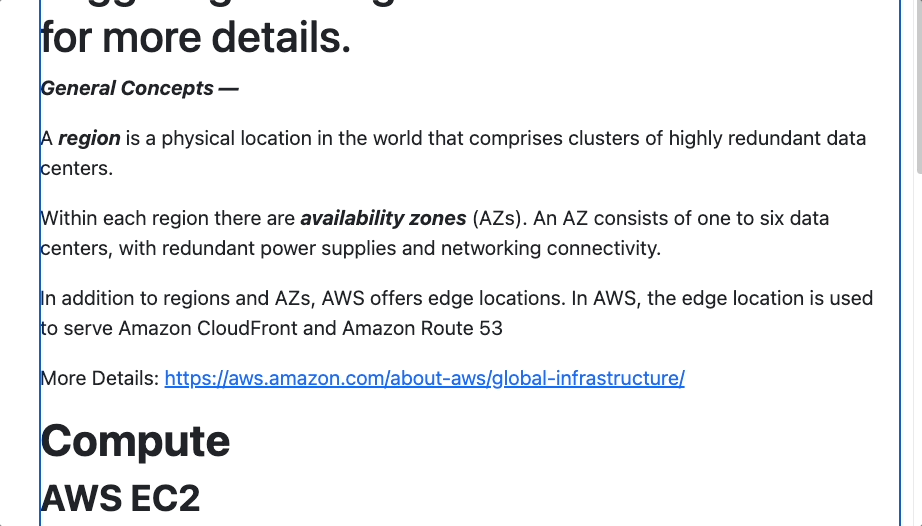 for more details.
General Concepts —
A region is a physical location in the world that comprises clusters of highly redundant data
centers.
Within each region there are availability zones (AZs). An AZ consists of one to six data
centers, with redundant power supplies and networking connectivity.
In addition to regions and AZs, AWS offers edge locations. In AWS, the edge location is used
to serve Amazon CloudFront and Amazon Route 53
More Details: https://aws.amazon.com/about-aws/global-infrastructure/
Compute
AWS EC2